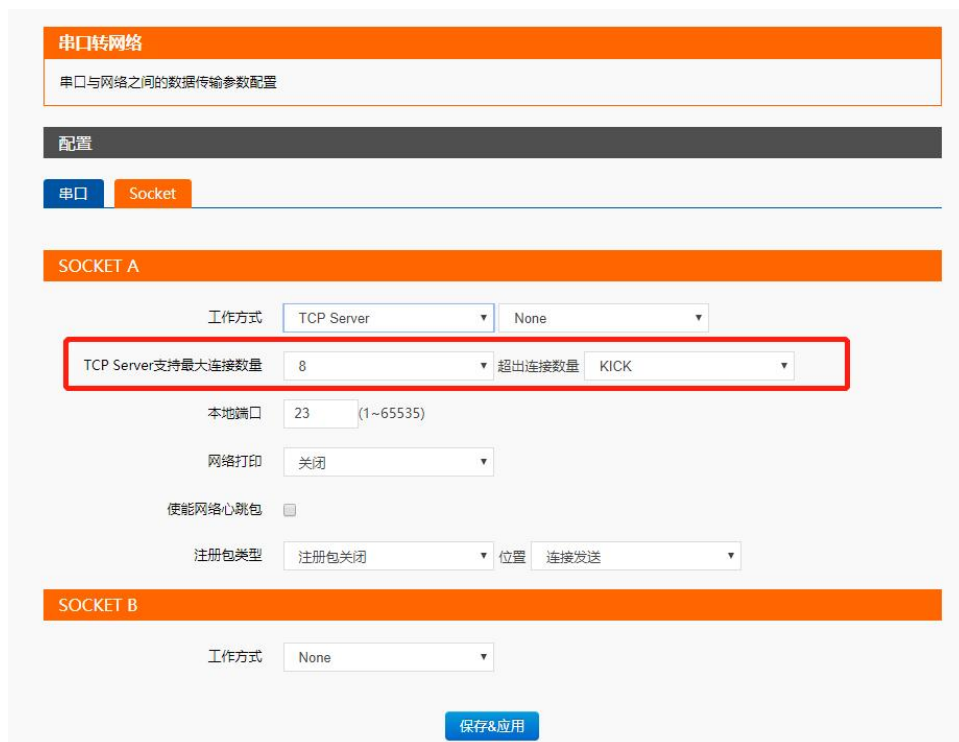 串口转网络
串口与网络之间的数据传输参数配置
配置
串口 Socket
SOCKET A
工作方式 TCP Server None
TCP Server支持最大连接数量 8 超出连接数量 KICK
本地端口 23 (1~65535)
网络打印 关闭
使能网络心跳包
注册包类型 注册包关闭 位置 连接发送
SOCKET B
工作方式 None
保存&应用